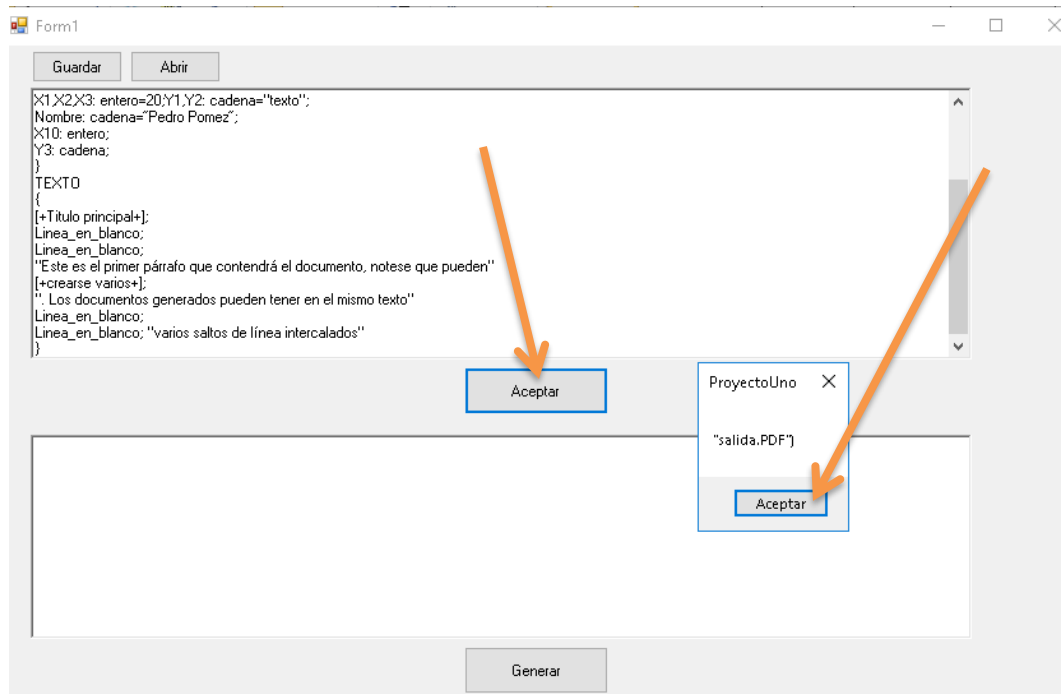 Form1
Guardar Abrir
X1,X2,X3: entero=20;Y1,Y2: cadena="texto";
Nombre: cadena=˝Pedro Pomez˝;
X10: entero;
Y3: cadena;
}
TEXTO
{
[+Titulo principal+];
Linea_en_blanco;
Linea_en_blanco;
"Este es el primer párrafo que contendrá el documento, notese que pueden"
[+crearse varios+];
". Los documentos generados pueden tener en el mismo texto"
Linea_en_blanco;
Linea_en_blanco; "varios saltos de línea intercalados"
}
Aceptar
ProyectoUno
"salida.PDF")
Aceptar
Generar